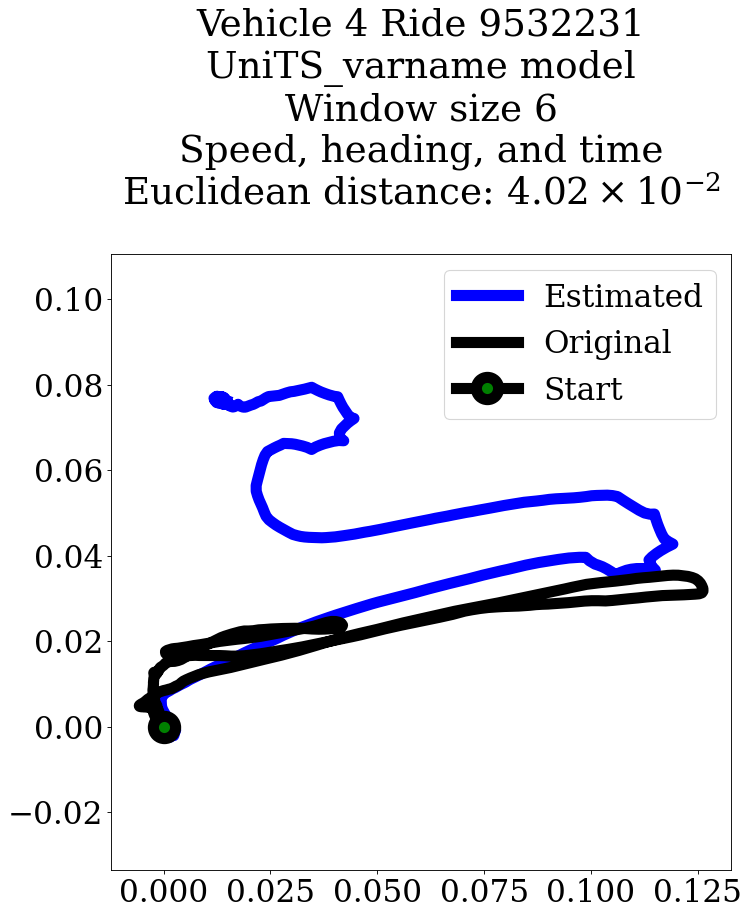 Vehicle 4 Ride 9532231
UniTS_varname model
Window size 6
Speed, heading, and time
Euclidean distance: 4.02 × 10⁻²
Estimated
Original
Start
0.10
0.08
0.06
0.04
0.02
0.00
−0.02
0.000 0.025 0.050 0.075 0.100 0.125